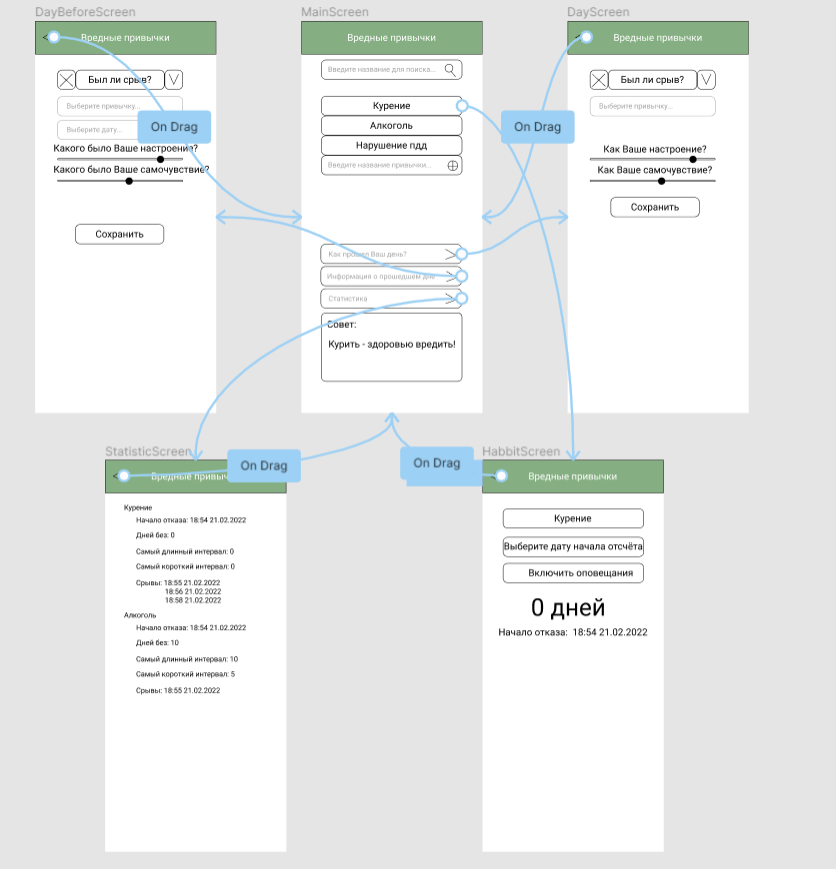 DayBeforeScreen
Вредные привычки
Был ли срыв?
Выберите привычку...
Выберите дату...
On Drag
Какого было Ваше настроение?
Какого было Ваше самочувствие?
Сохранить
MainScreen
Вредные привычки
Введите название для поиска...
Курение
Алкоголь
Нарушение пдд
Введите название привычки...
Как прошел Ваш день?
Информация о прошедшем дне
Статистика
Совет:
Курить - здоровью вредить!
DayScreen
Вредные привычки
Был ли срыв?
Выберите привычку...
On Drag
Как Ваше настроение?
Как Ваше самочувствие?
Сохранить
StatisticScreen
Вредные привыч
On Drag
Курение
Начало отказа: 18:54 21.02.2022
Дней без: 0
Самый длинный интервал: 0
Самый короткий интервал: 0
Срывы: 18:55 21.02.2022
18:56 21.02.2022
18:58 21.02.2022
Алкоголь
Начало отказа: 18:54 21.02.2022
Дней без: 10
Самый длинный интервал: 10
Самый короткий интервал: 5
Срывы: 18:55 21.02.2022
HabbitScreen
On Drag
Вредные привычки
Курение
Выберите дату начала отсчёта
Включить оповещания
0 дней
Начало отказа: 18:54 21.02.2022